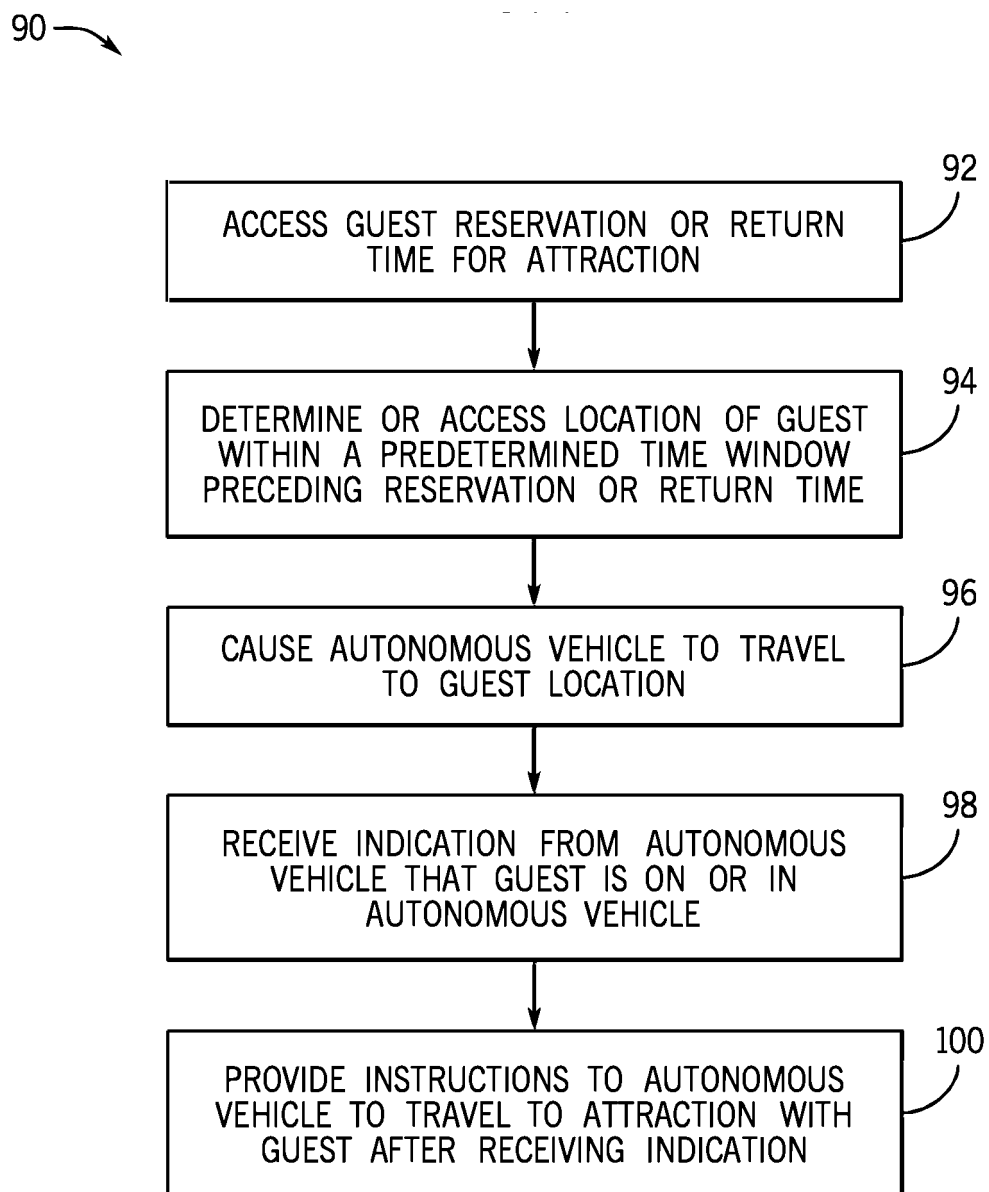 90
92
ACCESS GUEST RESERVATION OR RETURN
TIME FOR ATTRACTION
94
DETERMINE OR ACCESS LOCATION OF GUEST
WITHIN A PREDETERMINED TIME WINDOW
PRECEDING RESERVATION OR RETURN TIME
96
CAUSE AUTONOMOUS VEHICLE TO TRAVEL
TO GUEST LOCATION
98
RECEIVE INDICATION FROM AUTONOMOUS
VEHICLE THAT GUEST IS ON OR IN
AUTONOMOUS VEHICLE
100
PROVIDE INSTRUCTIONS TO AUTONOMOUS
VEHICLE TO TRAVEL TO ATTRACTION WITH
GUEST AFTER RECEIVING INDICATION